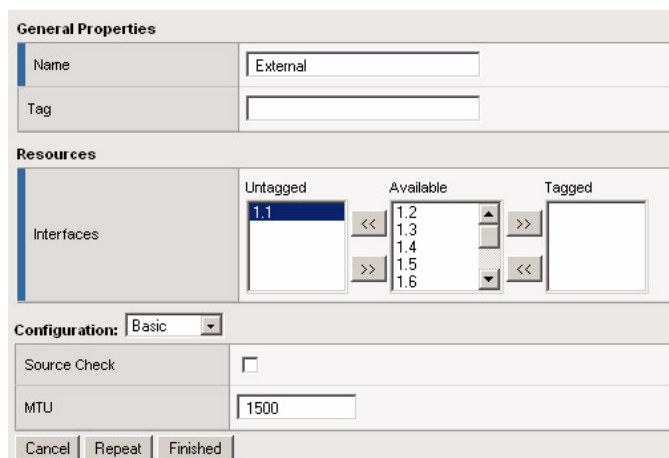 General Properties
Name External
Tag
Resources
Interfaces
Untagged Available Tagged
1.1
<< >>
1.2
1.3
1.4
1.5
1.6
>> <<
Configuration: Basic
Source Check
MTU 1500
Cancel Repeat Finished